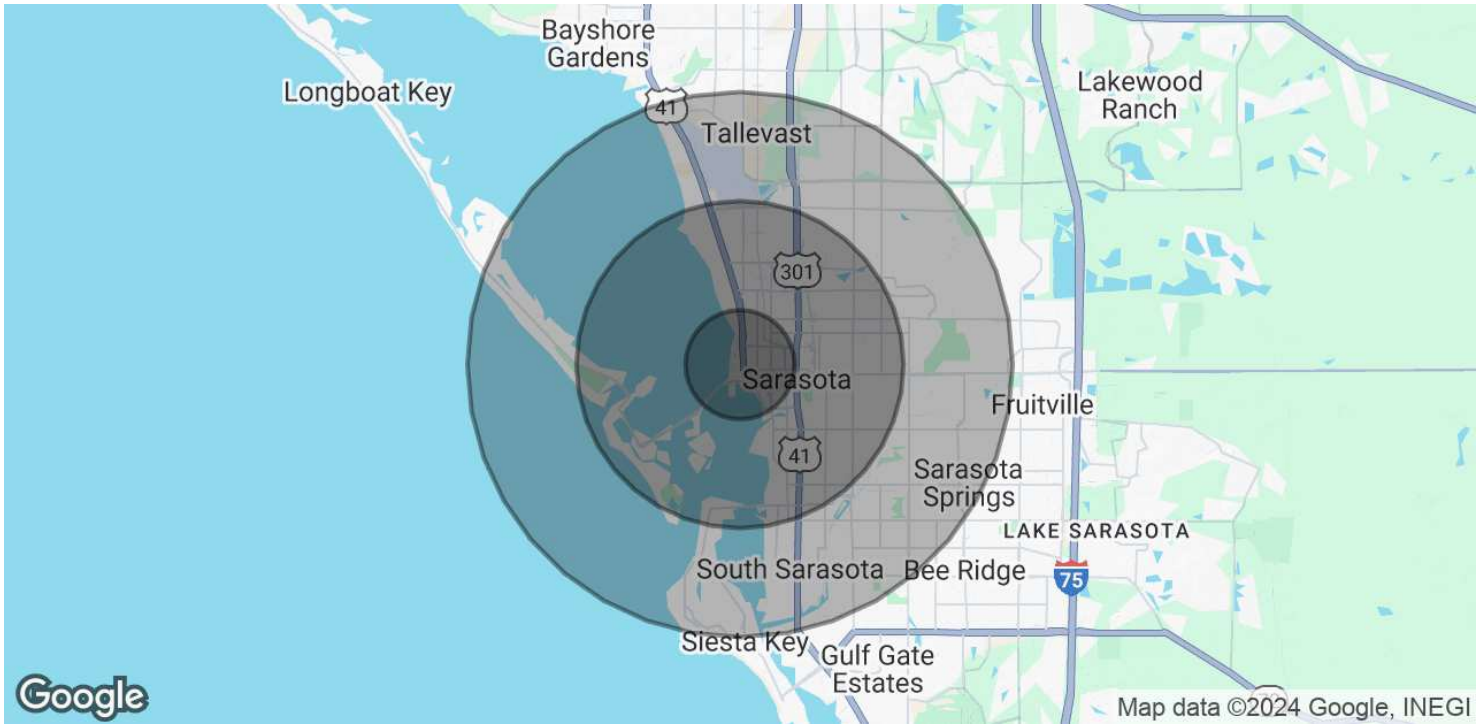 Bayshore
Gardens
Longboat Key
41
Tallevast
Lakewood
Ranch
301
Sarasota
Fruitville
41
Sarasota
Springs
LAKE SARASOTA
South Sarasota
Bee Ridge
75
Siesta Key
Gulf Gate
Estates
Google
Map data ©2024 Google, INEGI